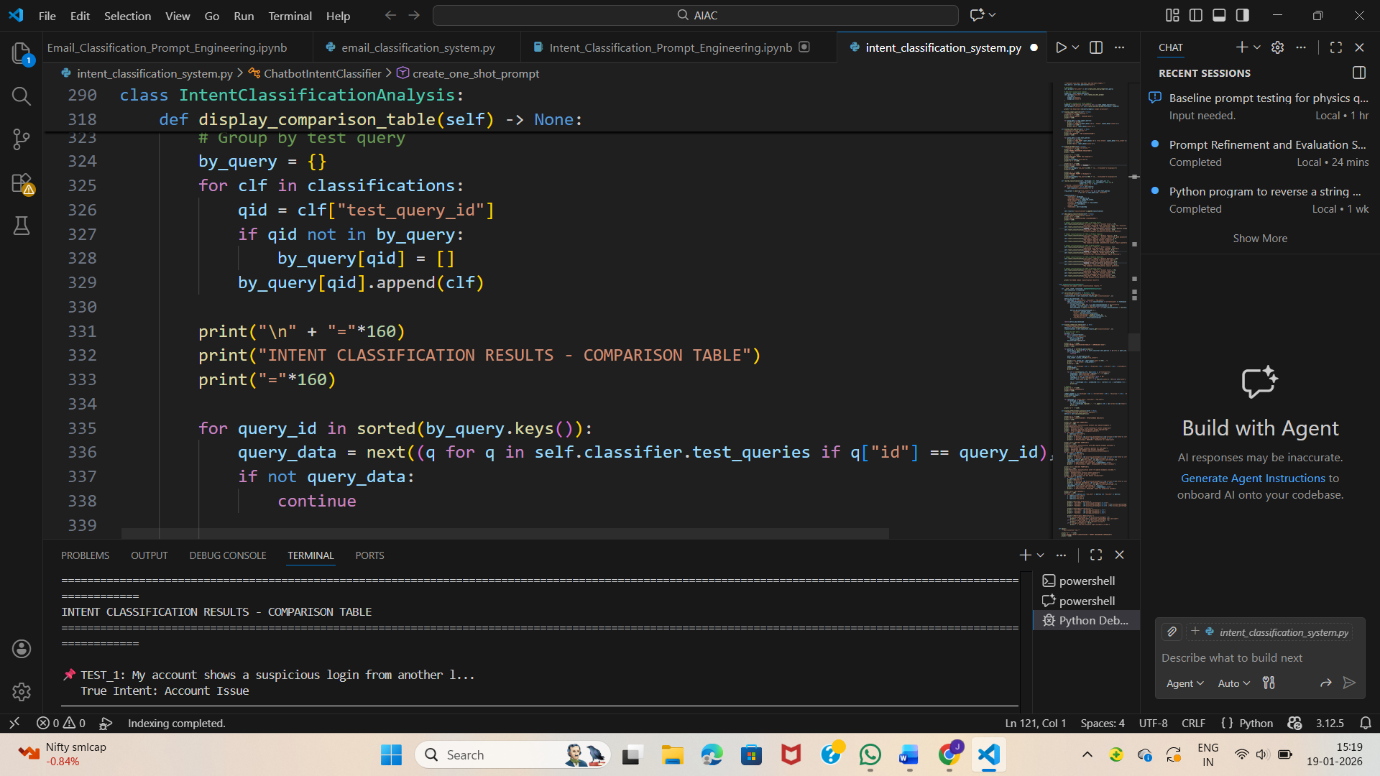 File Edit Selection View Go Run Terminal Help
AIAC
Email_Classification_Prompt_Engineering.ipynb
email_classification_system.py
Intent_Classification_Prompt_Engineering.ipynb
intent_classification_system.py
intent_classification_system.py > ChatbotIntentClassifier > create_one_shot_prompt
290 class IntentClassificationAnalysis:
318 def display_comparison_table(self) -> None:
323 # Group by test query
324 by_query = {}
325 for clf in classifications:
326 qid = clf["test_query_id"]
327 if qid not in by_query:
328 by_query[qid] = []
329 by_query[qid].append(clf)
330
331 print("\n" + "="*160)
332 print("INTENT CLASSIFICATION RESULTS - COMPARISON TABLE")
333 print("="*160)
334
335 for query_id in sorted(by_query.keys()):
336 query_data = next((q for q in self.classifier.test_queries if q["id"] == query_id),
337 if not query_data:
338 continue
339
PROBLEMS OUTPUT DEBUG CONSOLE TERMINAL PORTS
INTENT CLASSIFICATION RESULTS - COMPARISON TABLE
📌 TEST_1: My account shows a suspicious login from another l...
True Intent: Account Issue
powershell
powershell
Python Deb...
CHAT
RECENT SESSIONS
Baseline prompt testing for physics q...
Input needed. Local • 1 hr
Prompt Refinement and Evaluation S...
Completed Local • 24 mins
Python program to reverse a string ...
Completed Local • 1 wk
Show More
Build with Agent
AI responses may be inaccurate.
Generate Agent Instructions to
onboard AI onto your codebase.
intent_classification_system.py
Describe what to build next
Agent Auto
1
0 0 Indexing completed.
Ln 121, Col 1 Spaces: 4 UTF-8 CRLF {} Python 3.12.5
Nifty smlcap
-0.84%
Search
J
ENG
IN
15:19
19-01-2026